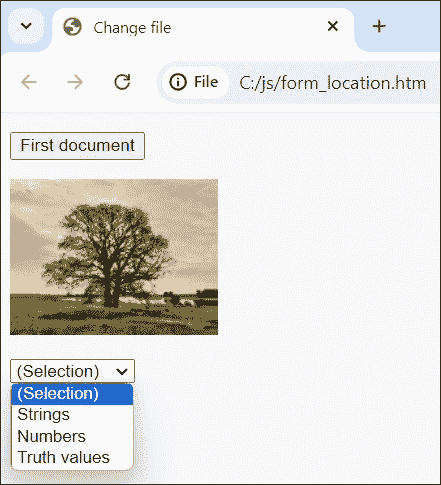 Change file
File C:/js/form_location.htm
First document
(Selection)
(Selection)
Strings
Numbers
Truth values